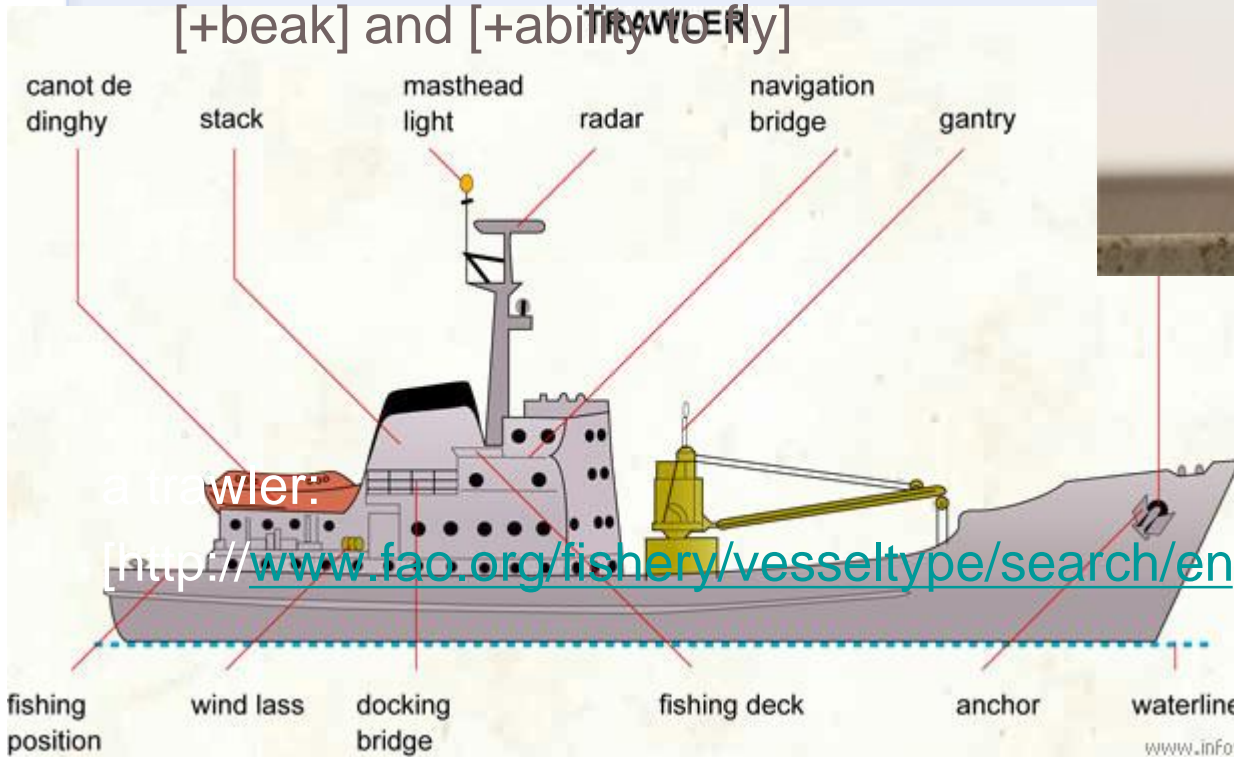 [+beak] and [+ability to fly]
TRAWLER
canot de dinghy
stack
masthead light
radar
navigation bridge
gantry
a trawler:
[http://www.fao.org/fishery/vesseltype/search/en
fishing position
wind lass
docking bridge
fishing deck
anchor
waterline
www.info